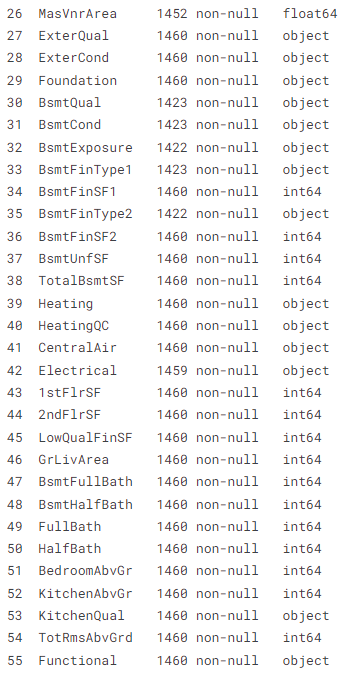 26 MasVnrArea 1452 non-null float64
27 ExterQual 1460 non-null object
28 ExterCond 1460 non-null object
29 Foundation 1460 non-null object
30 BsmtQual 1423 non-null object
31 BsmtCond 1423 non-null object
32 BsmtExposure 1422 non-null object
33 BsmtFinType1 1423 non-null object
34 BsmtFinSF1 1460 non-null int64
35 BsmtFinType2 1422 non-null object
36 BsmtFinSF2 1460 non-null int64
37 BsmtUnfSF 1460 non-null int64
38 TotalBsmtSF 1460 non-null int64
39 Heating 1460 non-null object
40 HeatingQC 1460 non-null object
41 CentralAir 1460 non-null object
42 Electrical 1459 non-null object
43 1stFlrSF 1460 non-null int64
44 2ndFlrSF 1460 non-null int64
45 LowQualFinSF 1460 non-null int64
46 GrLivArea 1460 non-null int64
47 BsmtFullBath 1460 non-null int64
48 BsmtHalfBath 1460 non-null int64
49 FullBath 1460 non-null int64
50 HalfBath 1460 non-null int64
51 BedroomAbvGr 1460 non-null int64
52 KitchenAbvGr 1460 non-null int64
53 KitchenQual 1460 non-null object
54 TotRmsAbvGrd 1460 non-null int64
55 Functional 1460 non-null object